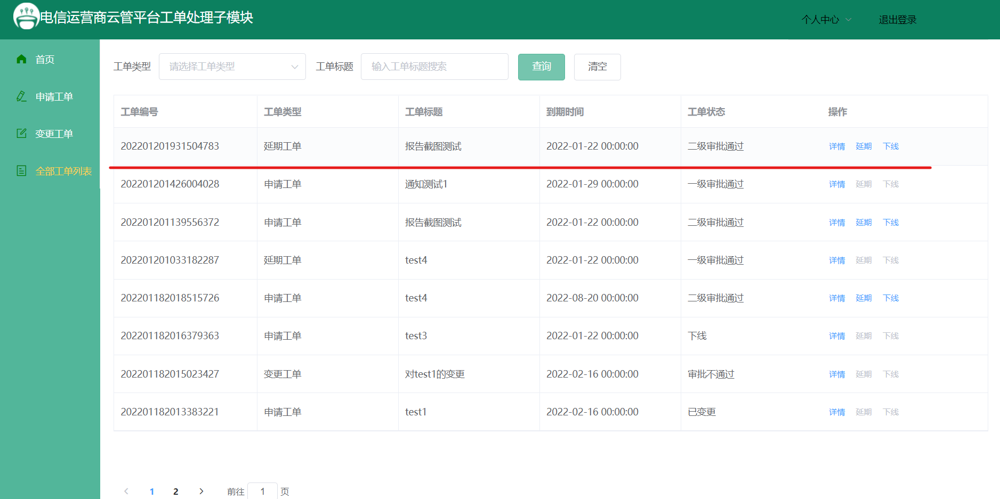 电信运营商云管平台工单处理子模块
个人中心 退出登录
首页
申请工单
变更工单
全部工单列表
工单类型 请选择工单类型 工单标题 输入工单标题搜索 查询 清空
工单编号 工单类型 工单标题 到期时间 工单状态 操作
202201201931504783 延期工单 报告截图测试 2022-01-22 00:00:00 二级审批通过 详情 延期 下线
202201201426004028 申请工单 通知测试1 2022-01-29 00:00:00 一级审批通过 详情 延期 下线
202201201139556372 申请工单 报告截图测试 2022-01-22 00:00:00 二级审批通过 详情 延期 下线
202201201033182287 延期工单 test4 2022-01-22 00:00:00 一级审批通过 详情 延期 下线
202201182018515726 申请工单 test4 2022-08-20 00:00:00 二级审批通过 详情 延期 下线
202201182016379363 申请工单 test3 2022-01-22 00:00:00 下线 详情 延期 下线
202201182015023427 变更工单 对test1的变更 2022-02-16 00:00:00 审批不通过 详情 延期 下线
202201182013383221 申请工单 test1 2022-02-16 00:00:00 已变更 详情 延期 下线
1 2 前往 1 页